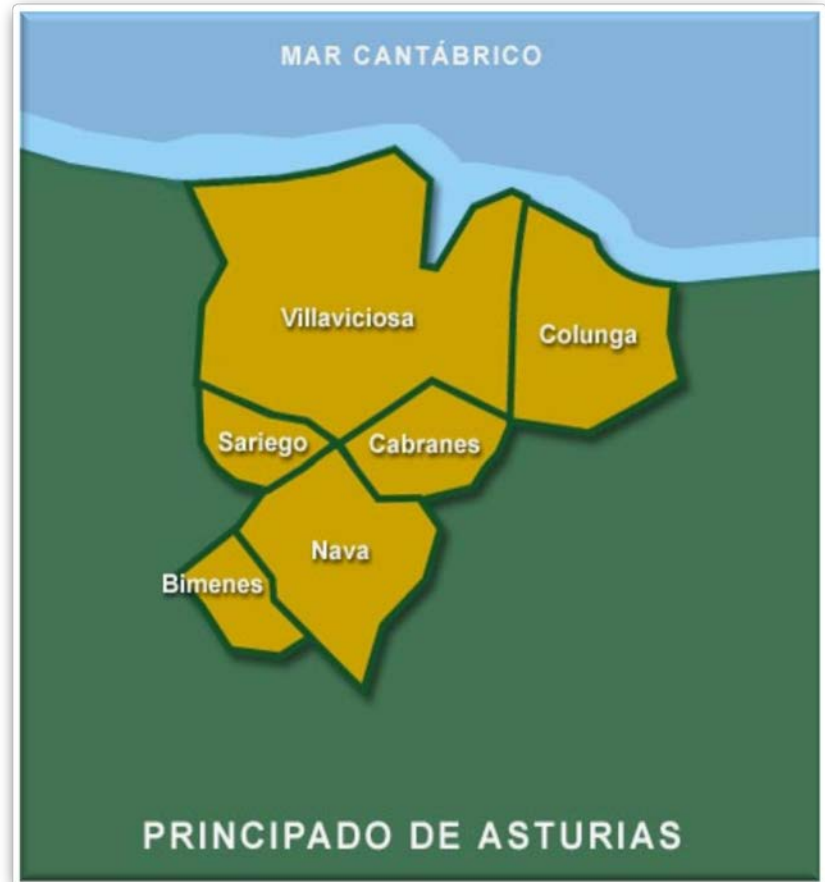 MAR CANTÁBRICO
Villaviciosa
Colunga
Sariego
Cabranes
Nava
Bimenes
PRINCIPADO DE ASTURIAS